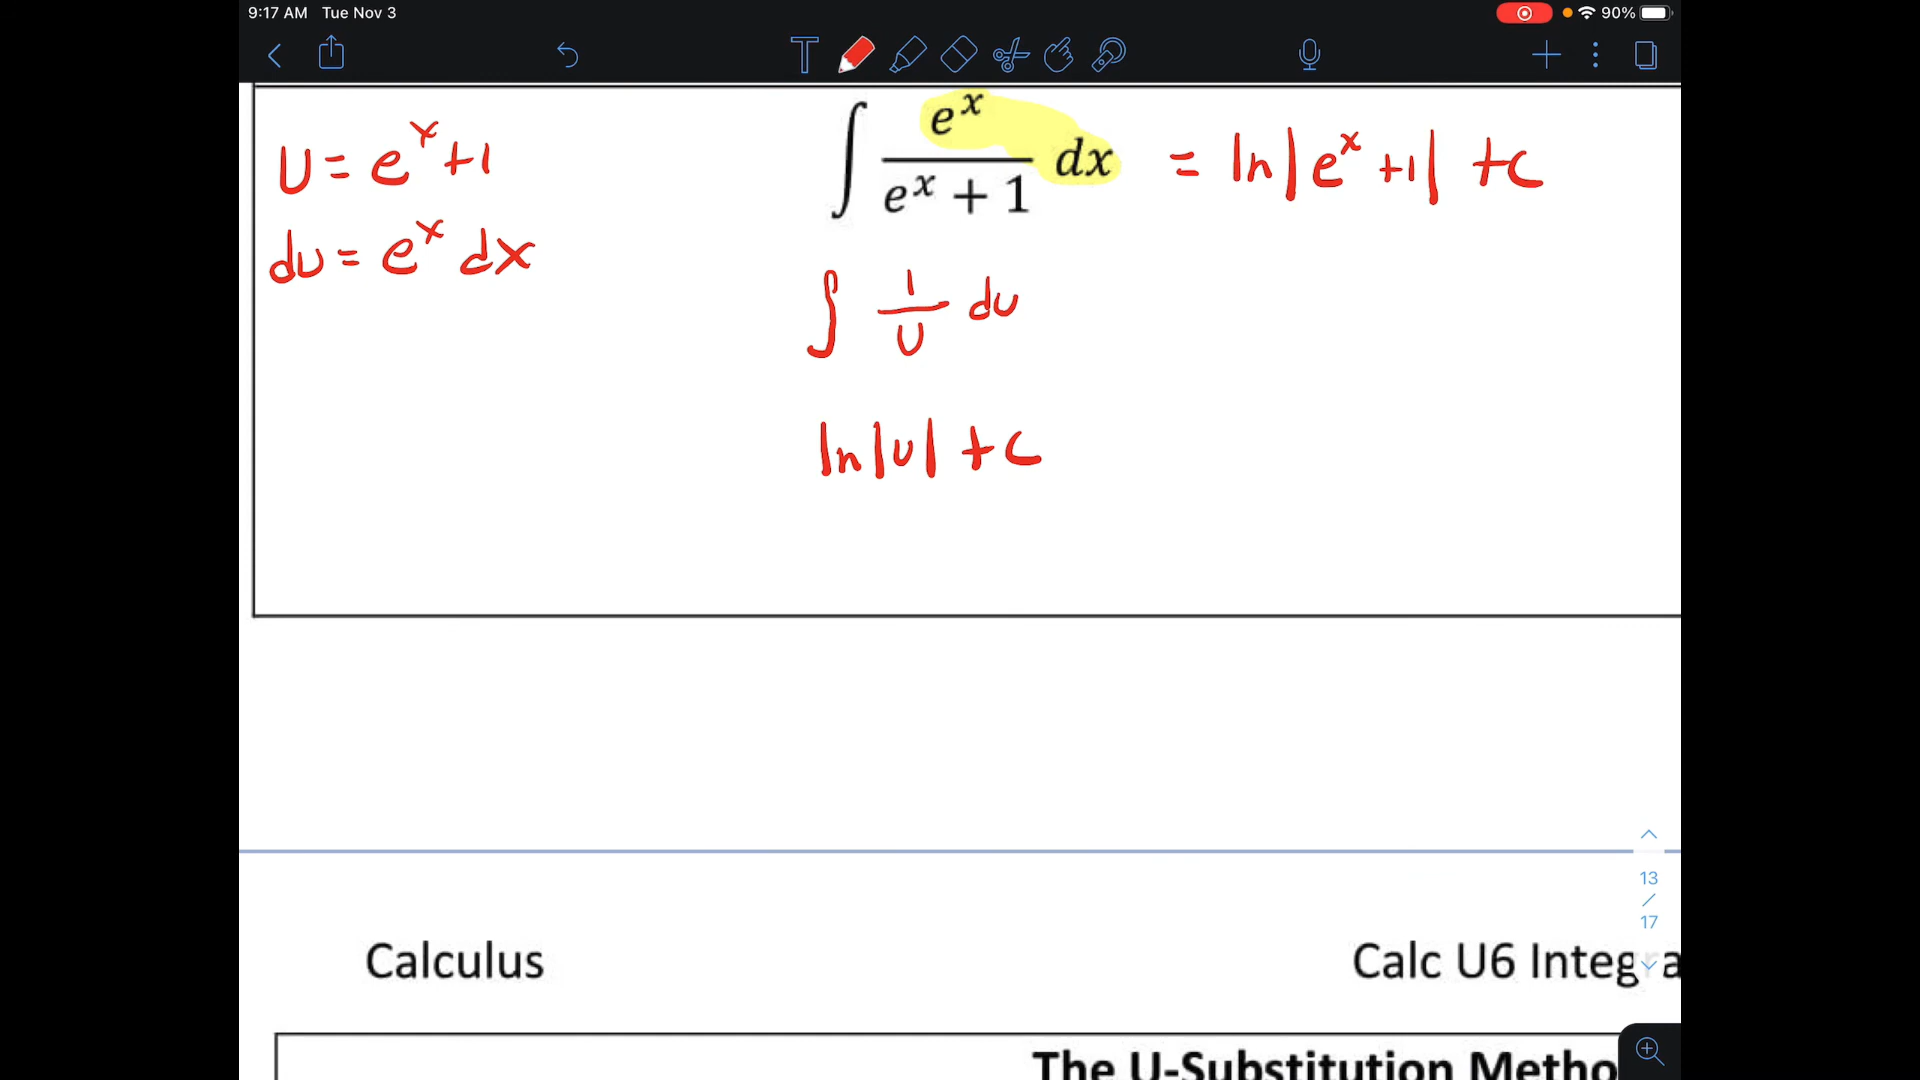 9:17 AM Tue Nov 3
90%
T
U = e^x +1
∫ e^x / (e^x + 1) dx = ln|e^x +1| +C
du = e^x dx
∫ 1/U du
ln|U| +C
13
/
17
Calculus
Calc U6 Integra
The U-Substitution Metho